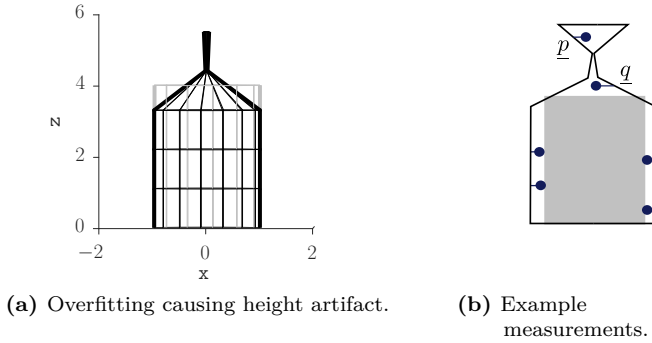 6
4
z
2
0
−2 0 2
x
p
q
(a) Overfitting causing height artifact.
(b) Example
measurements.